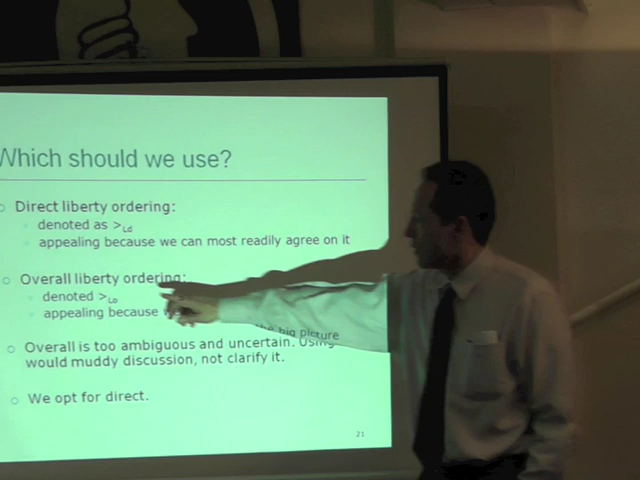 Which should we use?
Direct liberty ordering:
denoted as >Ld
appealing because we can most readily agree on it
Overall liberty ordering:
denoted >Lo
appealing because the big picture
Overall is too ambiguous and uncertain. Using
would muddy discussion, not clarify it.
We opt for direct.
21